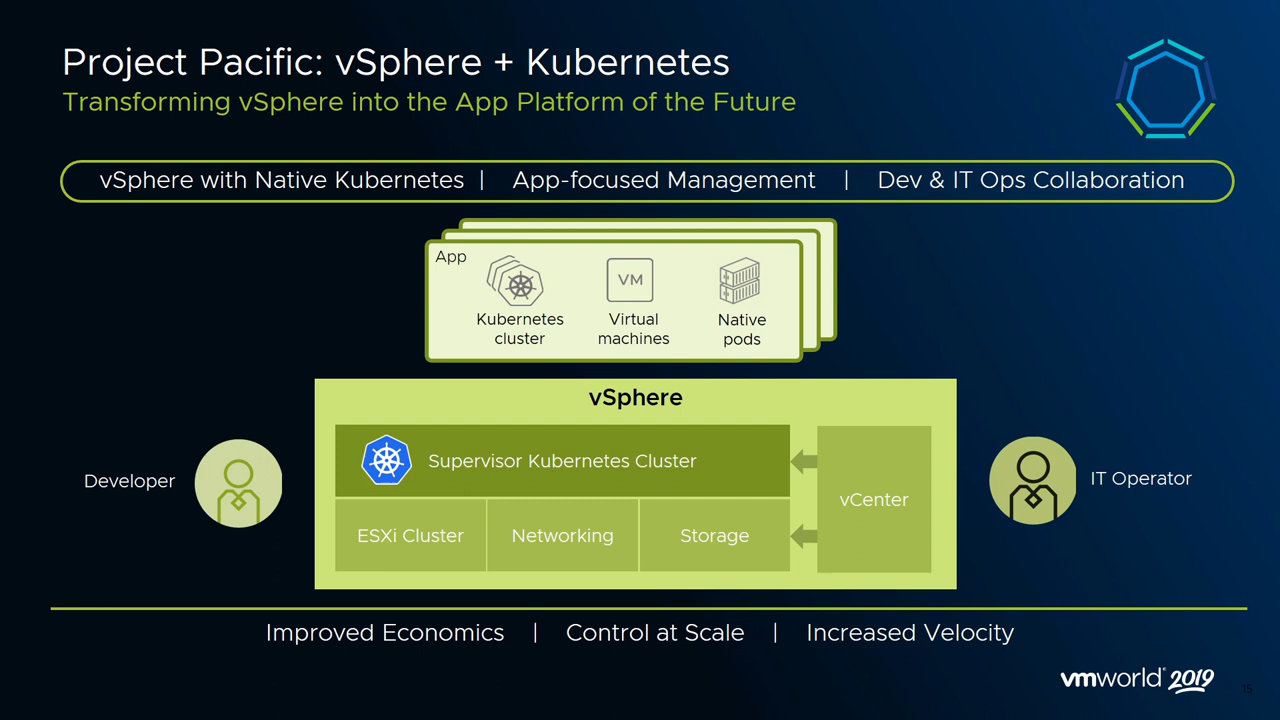 Project Pacific: vSphere + Kubernetes
Transforming vSphere into the App Platform of the Future
vSphere with Native Kubernetes | App-focused Management | Dev & IT Ops Collaboration
App
Kubernetes
cluster
VM
Virtual
machines
Native
pods
vSphere
Supervisor Kubernetes Cluster
ESXi Cluster
Networking
Storage
vCenter
Developer
IT Operator
Improved Economics | Control at Scale | Increased Velocity
vmworld® 2019
15